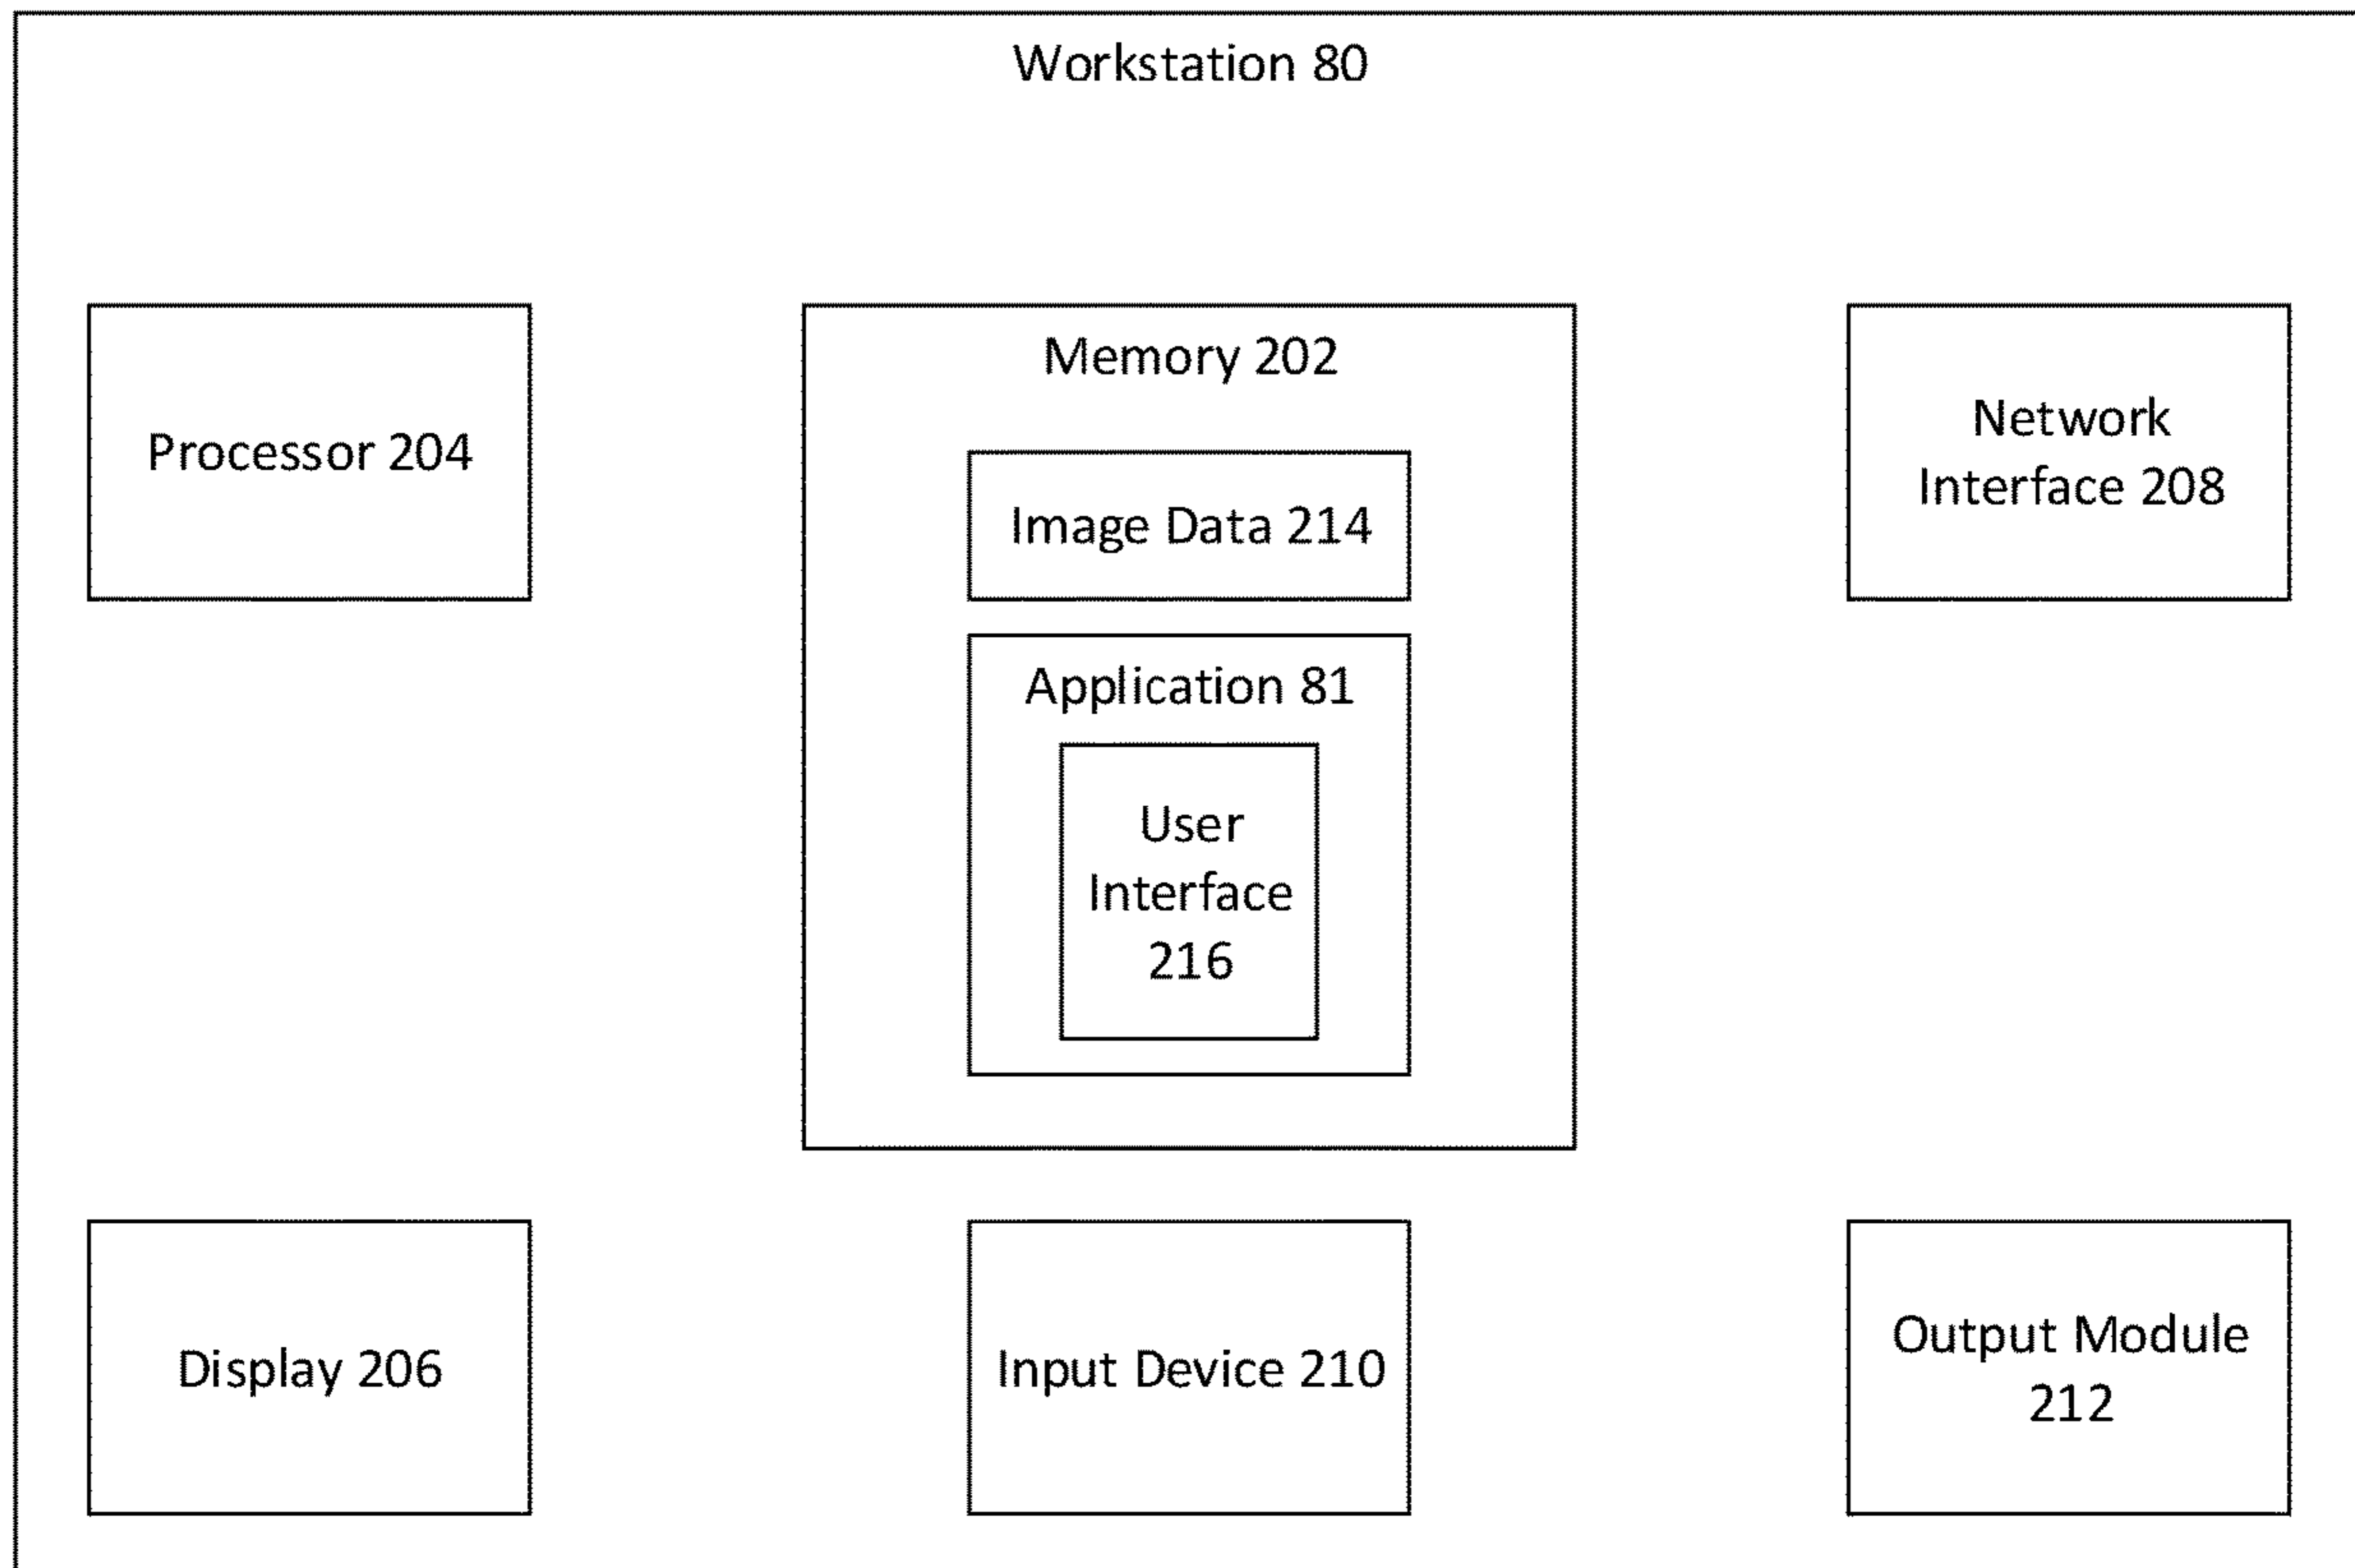 Workstation 80
Processor 204
Memory 202
Image Data 214
Application 81
User
Interface
216
Network
Interface 208
Display 206
Input Device 210
Output Module
212